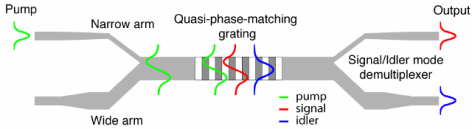 Pump
Narrow arm
Quasi-phase-matching
grating
Output
Signal/Idler mode
demultiplexer
Wide arm
pump
signal
idler